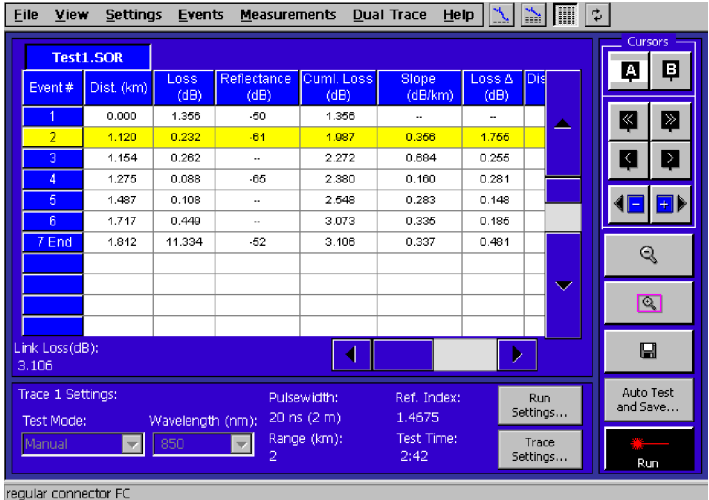 File View Settings Events Measurements Dual Trace Help
Test1.SOR
Event # Dist. (km) Loss (dB) Reflectance (dB) Cuml. Loss (dB) Slope (dB/km) Loss Δ (dB) Dis
1 0.000 1.356 -50 1.356 -- --
2 1.120 0.232 -61 1.987 0.356 1.756
3 1.154 0.262 -- 2.272 0.684 0.255
4 1.275 0.088 -65 2.380 0.160 0.281
5 1.487 0.108 -- 2.548 0.283 0.148
6 1.717 0.449 -- 3.073 0.335 0.186
7 End 1.812 11.334 -52 3.106 0.337 0.481
Link Loss(dB):
3.106
Trace 1 Settings:
Test Mode:
Manual
Wavelength (nm):
850
Pulsewidth:
20 ns (2 m)
Range (km):
2
Ref. Index:
1.4675
Test Time:
2:42
Run
Settings...
Trace
Settings...
Cursors
A B
Auto Test
and Save...
Run
regular connector FC